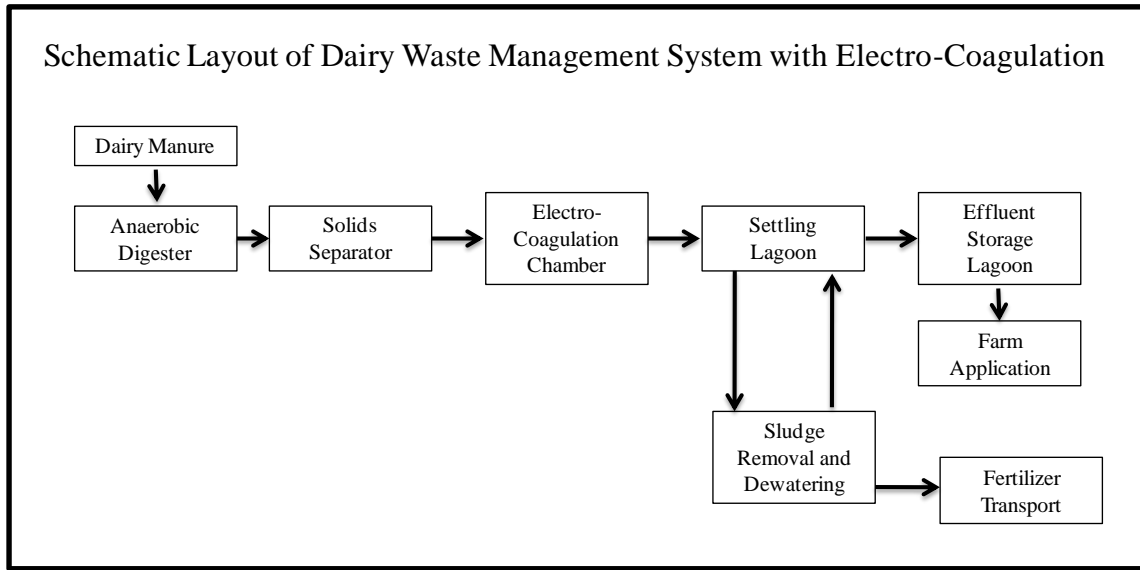 Schematic Layout of Dairy Waste Management System with Electro-Coagulation
Dairy Manure
Anaerobic
Digester
Solids
Separator
Electro-
Coagulation
Chamber
Settling
Lagoon
Effluent
Storage
Lagoon
Farm
Application
Sludge
Removal and
Dewatering
Fertilizer
Transport